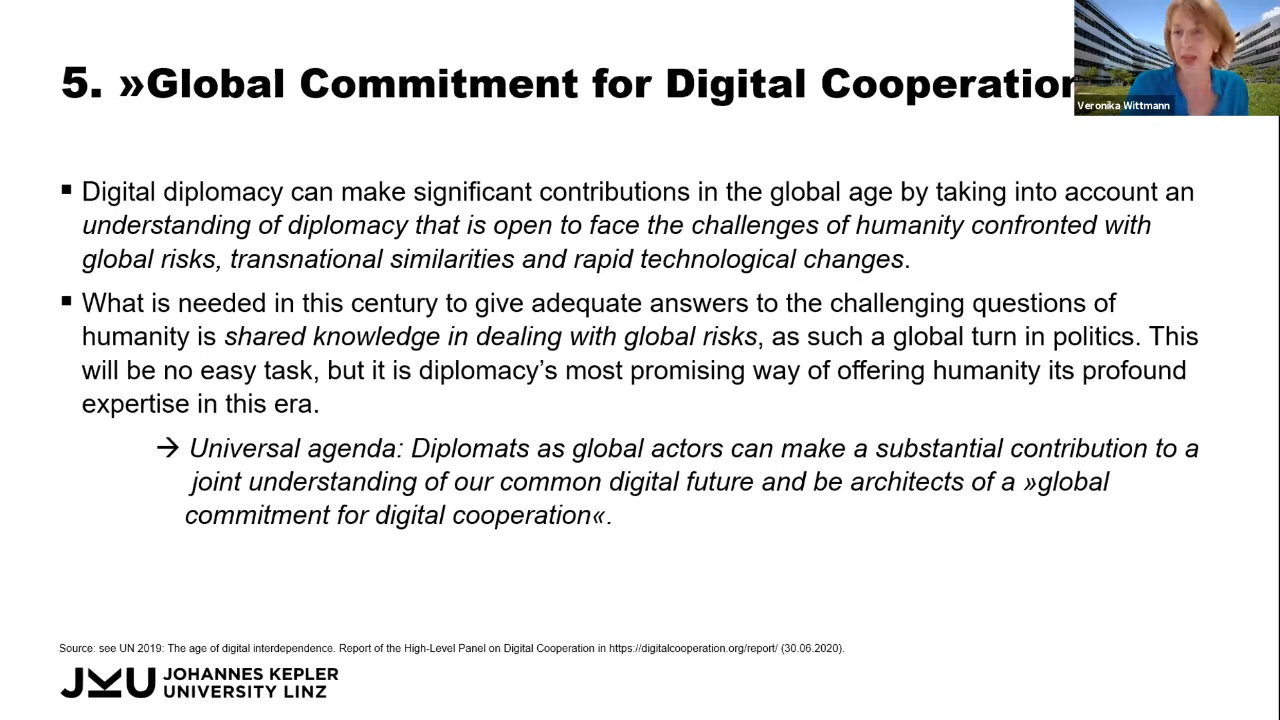 5. »Global Commitment for Digital Cooperation
Veronika Wittmann
▪ Digital diplomacy can make significant contributions in the global age by taking into account an
understanding of diplomacy that is open to face the challenges of humanity confronted with
global risks, transnational similarities and rapid technological changes.
▪ What is needed in this century to give adequate answers to the challenging questions of
humanity is shared knowledge in dealing with global risks, as such a global turn in politics. This
will be no easy task, but it is diplomacy’s most promising way of offering humanity its profound
expertise in this era.
→ Universal agenda: Diplomats as global actors can make a substantial contribution to a
joint understanding of our common digital future and be architects of a »global
commitment for digital cooperation«.
Source: see UN 2019: The age of digital interdependence. Report of the High-Level Panel on Digital Cooperation in https://digitalcooperation.org/report/ (30.06.2020).
JKU JOHANNES KEPLER
UNIVERSITY LINZ